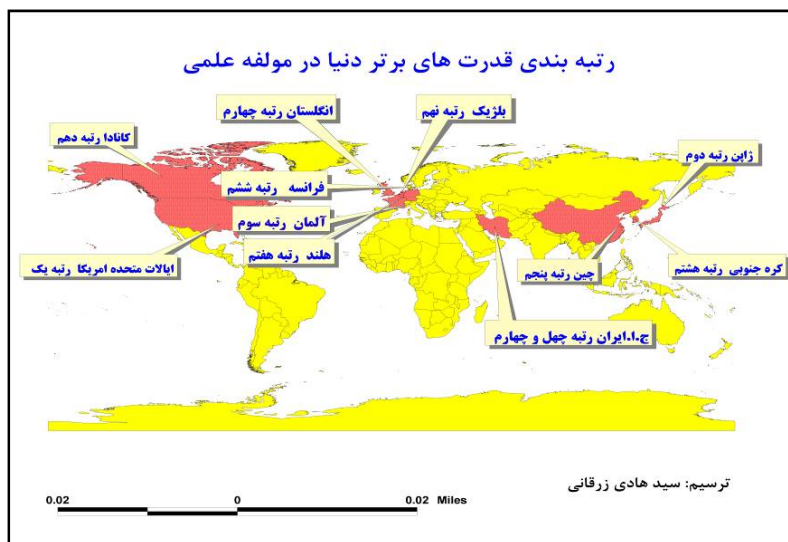 رتبه بندی قدرت های برتر دنیا در مولفه علمی
انگلستان رتبه چهارم
بلژیک رتبه نهم
کانادا رتبه دهم
ژاپن رتبه دوم
فرانسه رتبه ششم
آلمان رتبه سوم
هلند رتبه هفتم
ایالات متحده امریکا رتبه یک
چین رتبه پنجم
کره جنوبی رتبه هشتم
ج.ا.ایران رتبه چهل و چهارم
ترسیم: سید هادی زرقانی
0.02 0 0.02 Miles